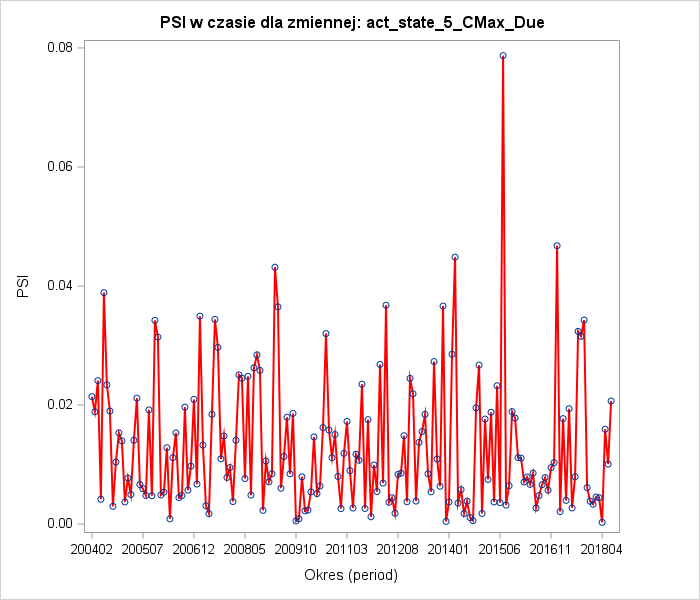 PSI w czasie dla zmiennej: act_state_5_CMax_Due
0.08
0.06
0.04
0.02
0.00
PSI
200402 200507 200612 200805 200910 201103 201208 201401 201506 201611 201804
Okres (period)